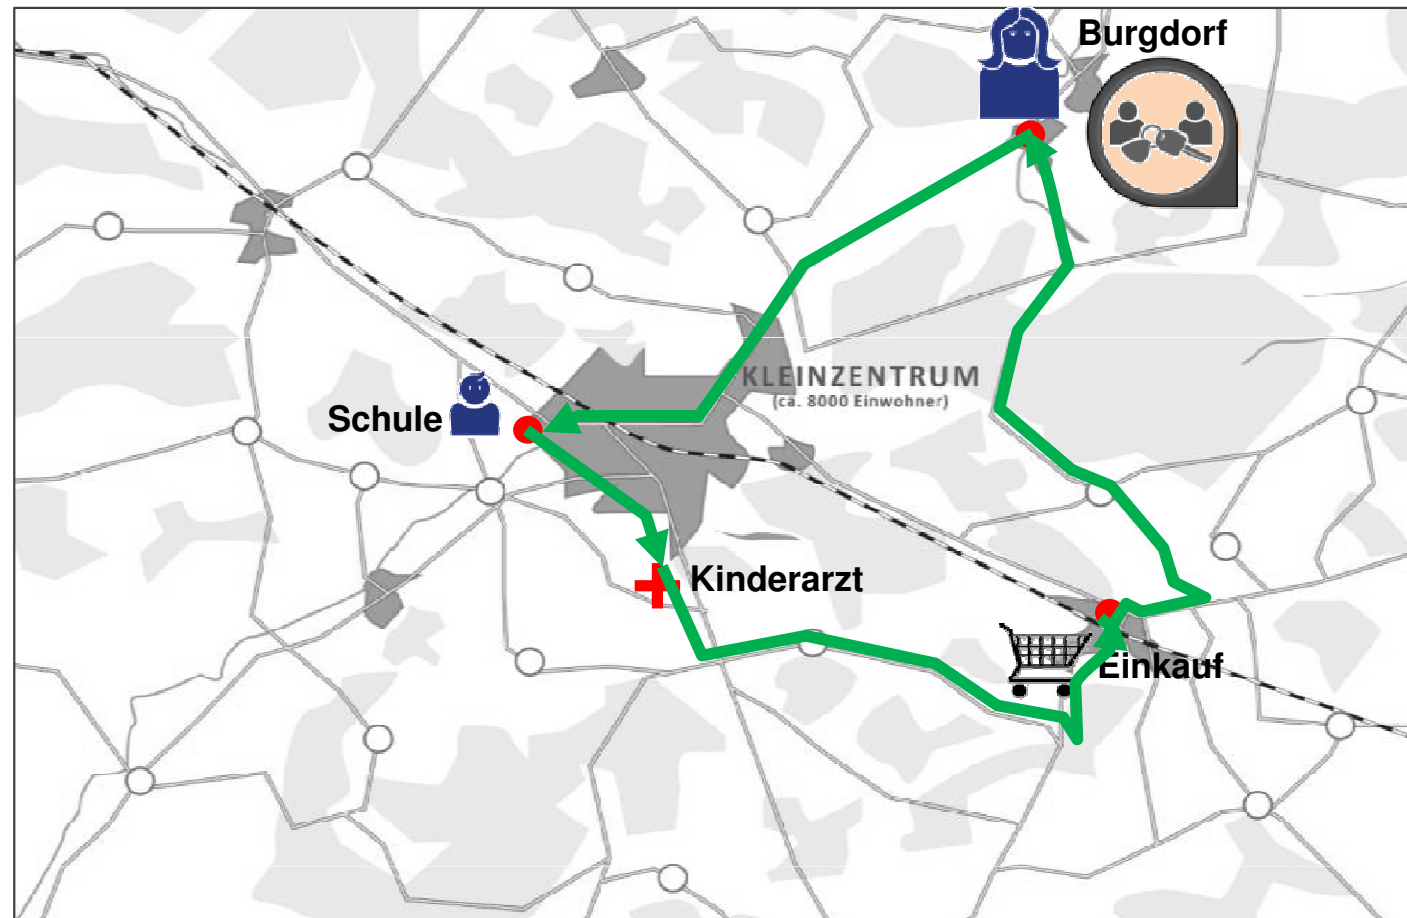 Burgdorf
KLEINZENTRUM
(ca. 8000 Einwohner)
Schule
Kinderarzt
Einkauf